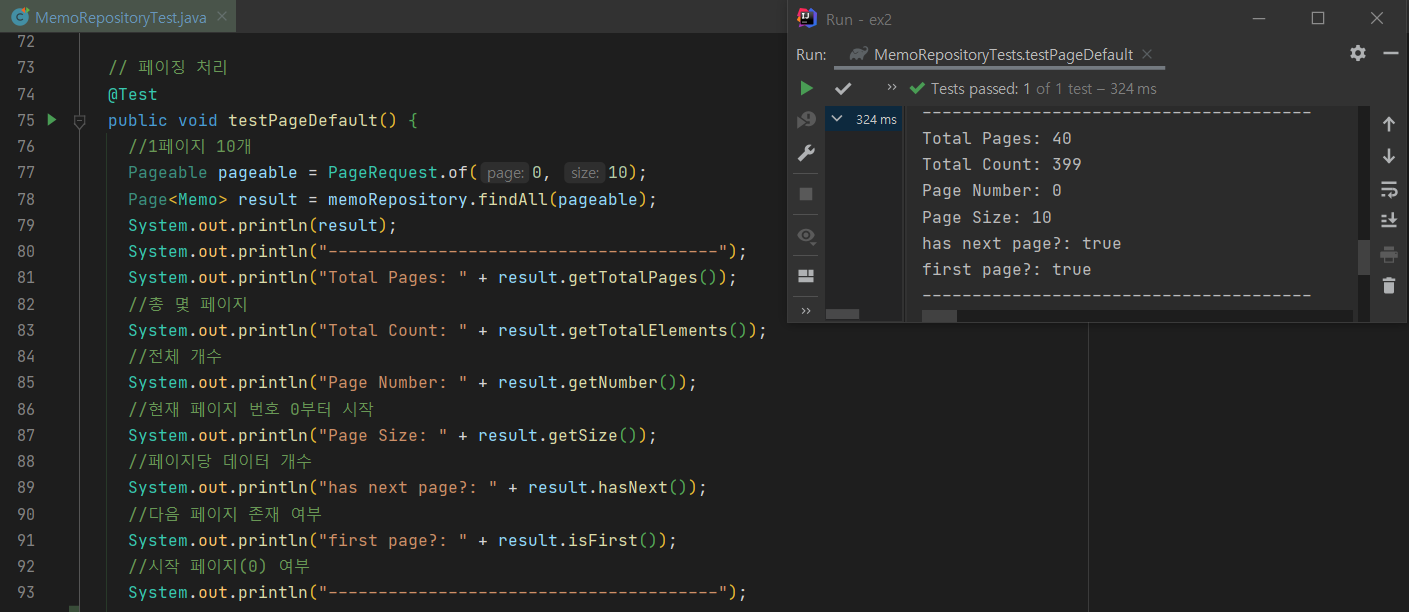 MemoRepositoryTest.java
72
73 // 페이징 처리
74 @Test
75 public void testPageDefault() {
76 //1페이지 10개
77 Pageable pageable = PageRequest.of( page: 0, size: 10);
78 Page<Memo> result = memoRepository.findAll(pageable);
79 System.out.println(result);
80 System.out.println("---------------------------------------");
81 System.out.println("Total Pages: " + result.getTotalPages());
82 //총 몇 페이지
83 System.out.println("Total Count: " + result.getTotalElements());
84 //전체 개수
85 System.out.println("Page Number: " + result.getNumber());
86 //현재 페이지 번호 0부터 시작
87 System.out.println("Page Size: " + result.getSize());
88 //페이지당 데이터 개수
89 System.out.println("has next page?: " + result.hasNext());
90 //다음 페이지 존재 여부
91 System.out.println("first page?: " + result.isFirst());
92 //시작 페이지(0) 여부
93 System.out.println("---------------------------------------");
Run - ex2
Run: MemoRepositoryTests.testPageDefault
Tests passed: 1 of 1 test – 324 ms
324 ms
---------------------------------------
Total Pages: 40
Total Count: 399
Page Number: 0
Page Size: 10
has next page?: true
first page?: true
---------------------------------------